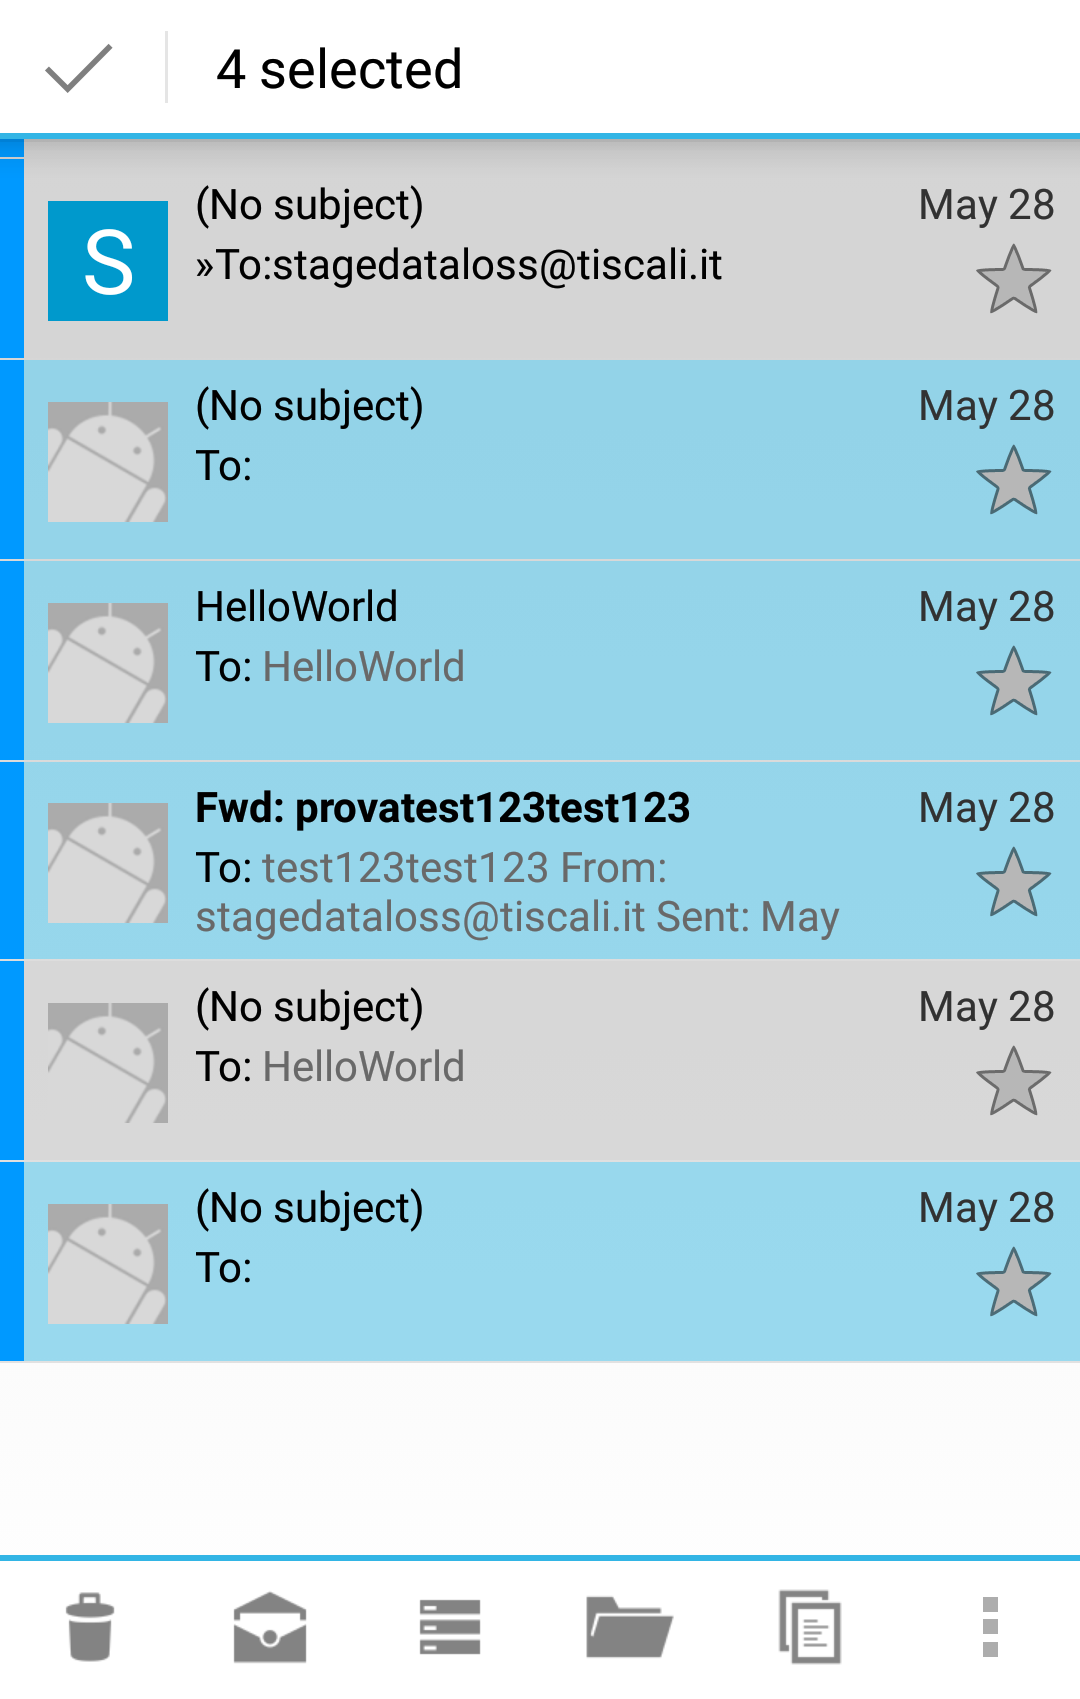 4 selected
(No subject)
May 28
S
»To:stagedataloss@tiscali.it
(No subject)
May 28
To:
HelloWorld
May 28
To: HelloWorld
Fwd: provatest123test123
May 28
To: test123test123 From:
stagedataloss@tiscali.it Sent: May
(No subject)
May 28
To: HelloWorld
(No subject)
May 28
To: